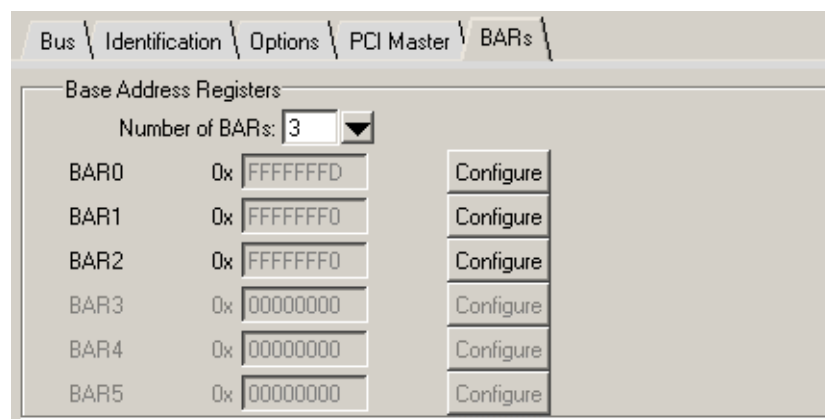 Bus Identification Options PCI Master BARs
Base Address Registers
Number of BARs: 3
BAR0 0x FFFFFFFD Configure
BAR1 0x FFFFFFF0 Configure
BAR2 0x FFFFFFF0 Configure
BAR3 0x 00000000 Configure
BAR4 0x 00000000 Configure
BAR5 0x 00000000 Configure